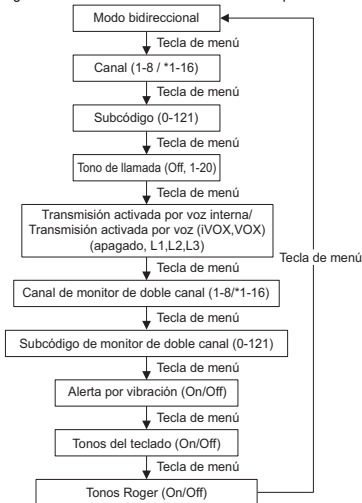 Modo bidireccional
Tecla de menú
Canal (1-8 / *1-16)
Tecla de menú
Subcódigo (0-121)
Tecla de menú
Tono de llamada (Off, 1-20)
Tecla de menú
Transmisión activada por voz interna/
Transmisión activada por voz (iVOX,VOX)
(apagado, L1,L2,L3)
Tecla de menú
Tecla de menú
Canal de monitor de doble canal (1-8/*1-16)
Tecla de menú
Subcódigo de monitor de doble canal (0-121)
Tecla de menú
Alerta por vibración (On/Off)
Tecla de menú
Tonos del teclado (On/Off)
Tecla de menú
Tonos Roger (On/Off)